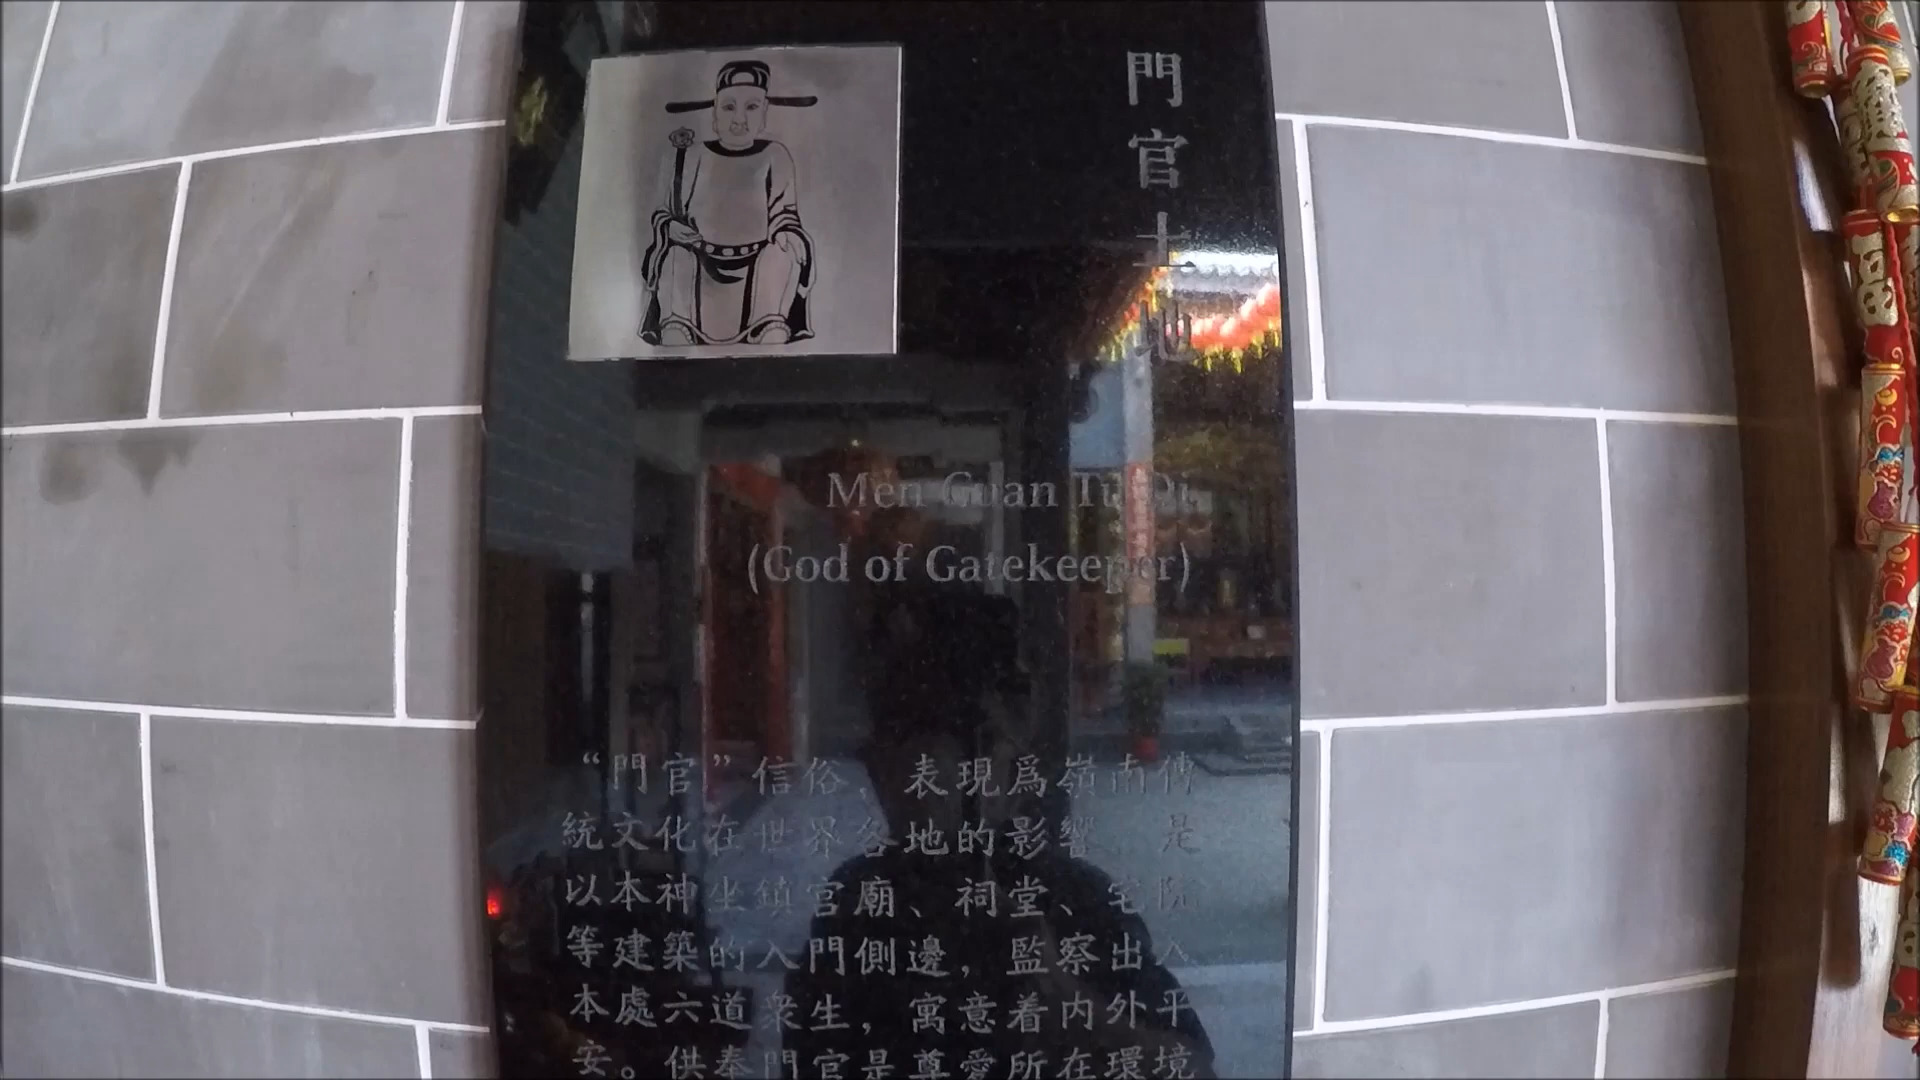 門官土地
Men Guan Tu Di
(God of Gatekeeper)
“門官”信俗，表現爲嶺南傳
統文化在世界各地的影響。是
以本神坐鎮宮廟、祠堂、宅院
等建築的入門側邊，監察出入
本處六道衆生，寓意着内外平
安。供奉門官是尊愛所在環境